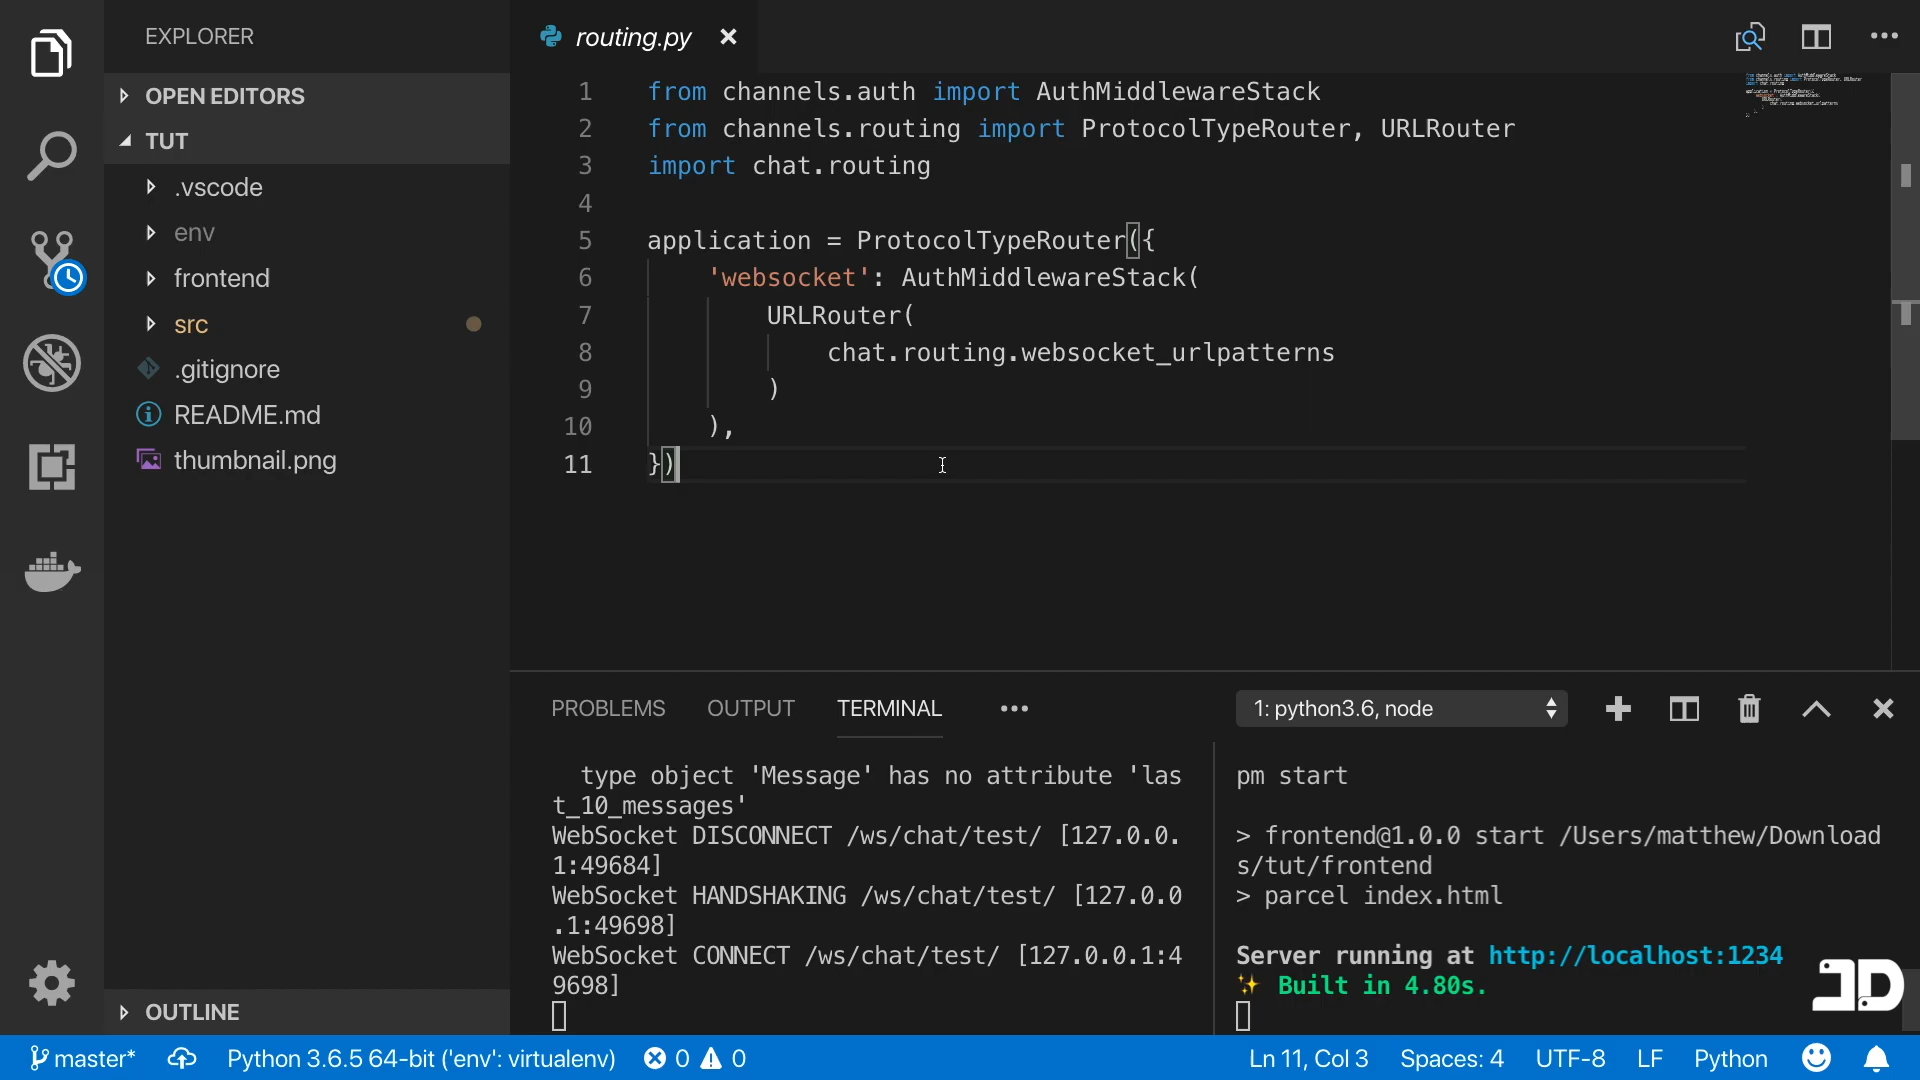 EXPLORER
OPEN EDITORS
TUT
.vscode
env
frontend
src
.gitignore
README.md
thumbnail.png
OUTLINE
routing.py
1 from channels.auth import AuthMiddlewareStack
2 from channels.routing import ProtocolTypeRouter, URLRouter
3 import chat.routing
4
5 application = ProtocolTypeRouter({
6     'websocket': AuthMiddlewareStack(
7         URLRouter(
8             chat.routing.websocket_urlpatterns
9         )
10     ),
11 })
PROBLEMS OUTPUT TERMINAL
1: python3.6, node
type object 'Message' has no attribute 'las
t_10_messages'
WebSocket DISCONNECT /ws/chat/test/ [127.0.0.
1:49684]
WebSocket HANDSHAKING /ws/chat/test/ [127.0.0
.1:49698]
WebSocket CONNECT /ws/chat/test/ [127.0.0.1:4
9698]
pm start
> frontend@1.0.0 start /Users/matthew/Download
s/tut/frontend
> parcel index.html
Server running at http://localhost:1234
✨ Built in 4.80s.
JD
master* Python 3.6.5 64-bit ('env': virtualenv) 0 0 Ln 11, Col 3 Spaces: 4 UTF-8 LF Python